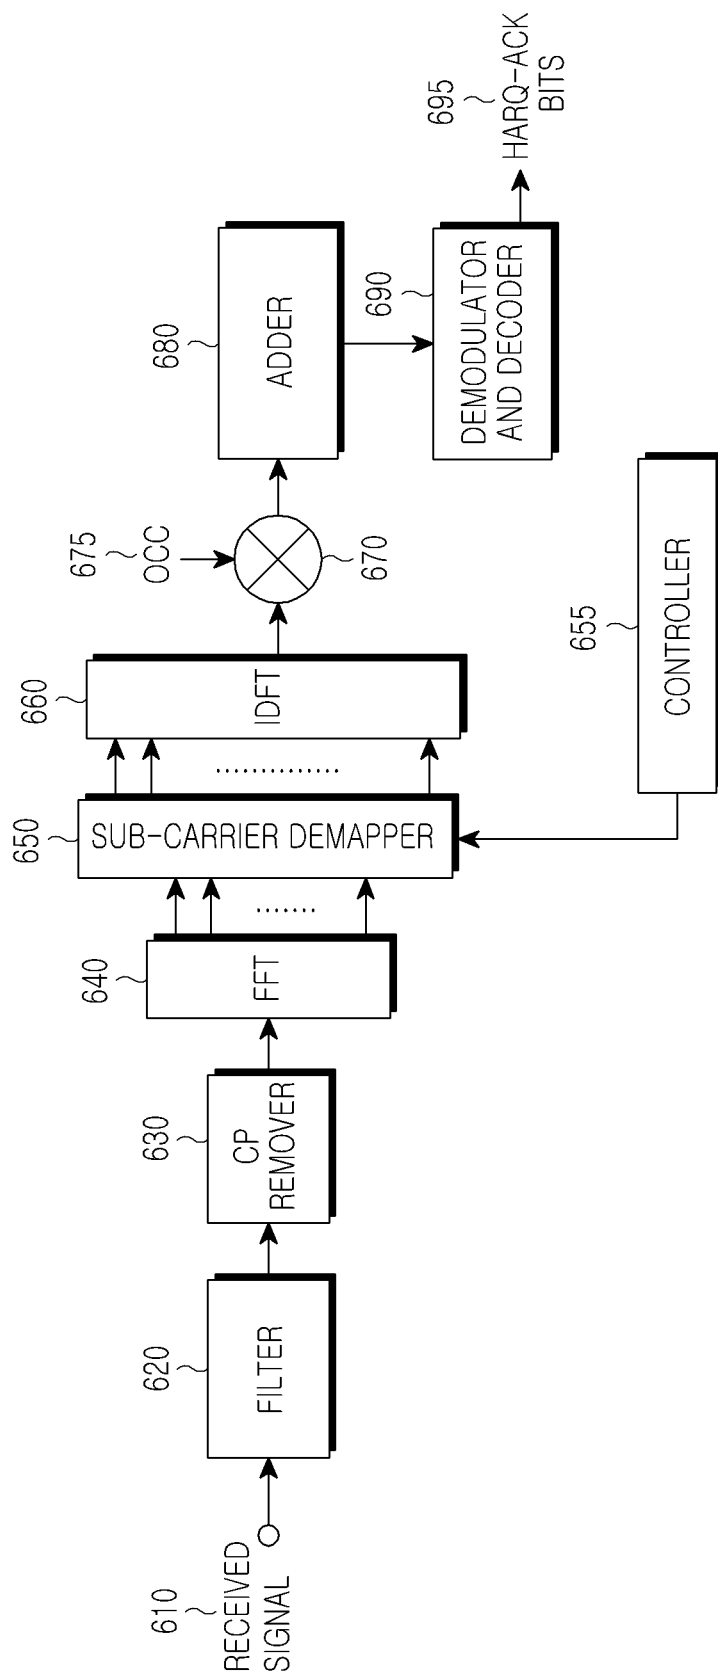 610
RECEIVED
SIGNAL
620
FILTER
630
CP
REMOVER
640
FFT
650
SUB-CARRIER DEMAPPER
655
CONTROLLER
660
IDFT
675
OCC
670
680
ADDER
690
DEMODULATOR
AND DECODER
695
HARQ-ACK
BITS